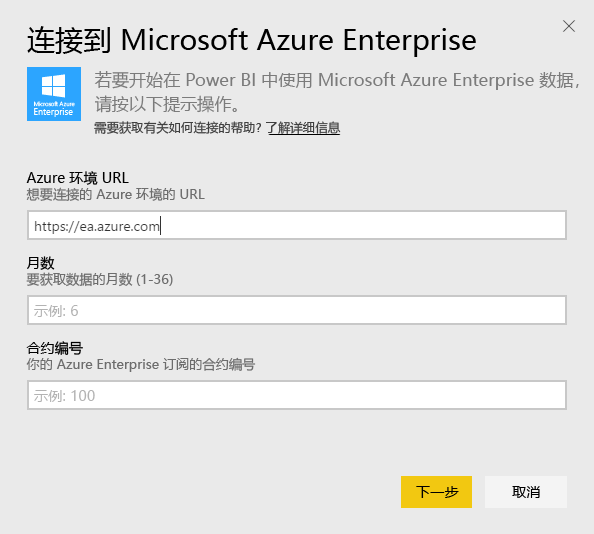 连接到 Microsoft Azure Enterprise
若要开始在 Power BI 中使用 Microsoft Azure Enterprise 数据，
请按以下提示操作。
Microsoft Azure
Enterprise
需要获取有关如何连接的帮助? 了解详细信息
Azure 环境 URL
想要连接的 Azure 环境的 URL
https://ea.azure.com
月数
要获取数据的月数 (1-36)
示例: 6
合约编号
你的 Azure Enterprise 订阅的合约编号
示例: 100
下一步
取消